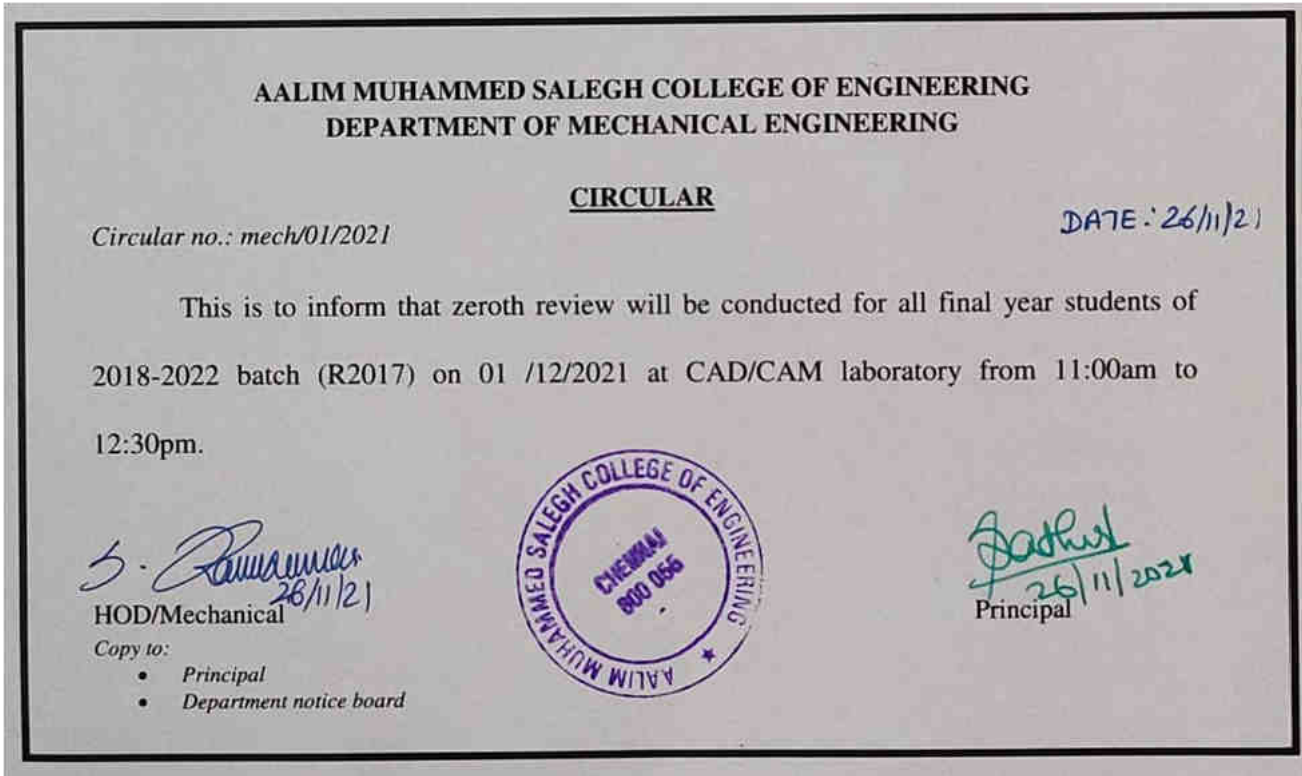 AALIM MUHAMMED SALEGH COLLEGE OF ENGINEERING
DEPARTMENT OF MECHANICAL ENGINEERING
CIRCULAR
DATE: 26/11/21
Circular no.: mech/01/2021
This is to inform that zeroth review will be conducted for all final year students of
2018-2022 batch (R2017) on 01 /12/2021 at CAD/CAM laboratory from 11:00am to
12:30pm.
AALIM MUHAMMED SALEGH COLLEGE OF ENGINEERING ★
CHENNAI
600 056
S.
26/11/21
HOD/Mechanical
26/11/2021
Principal
Copy to:
• Principal
• Department notice board